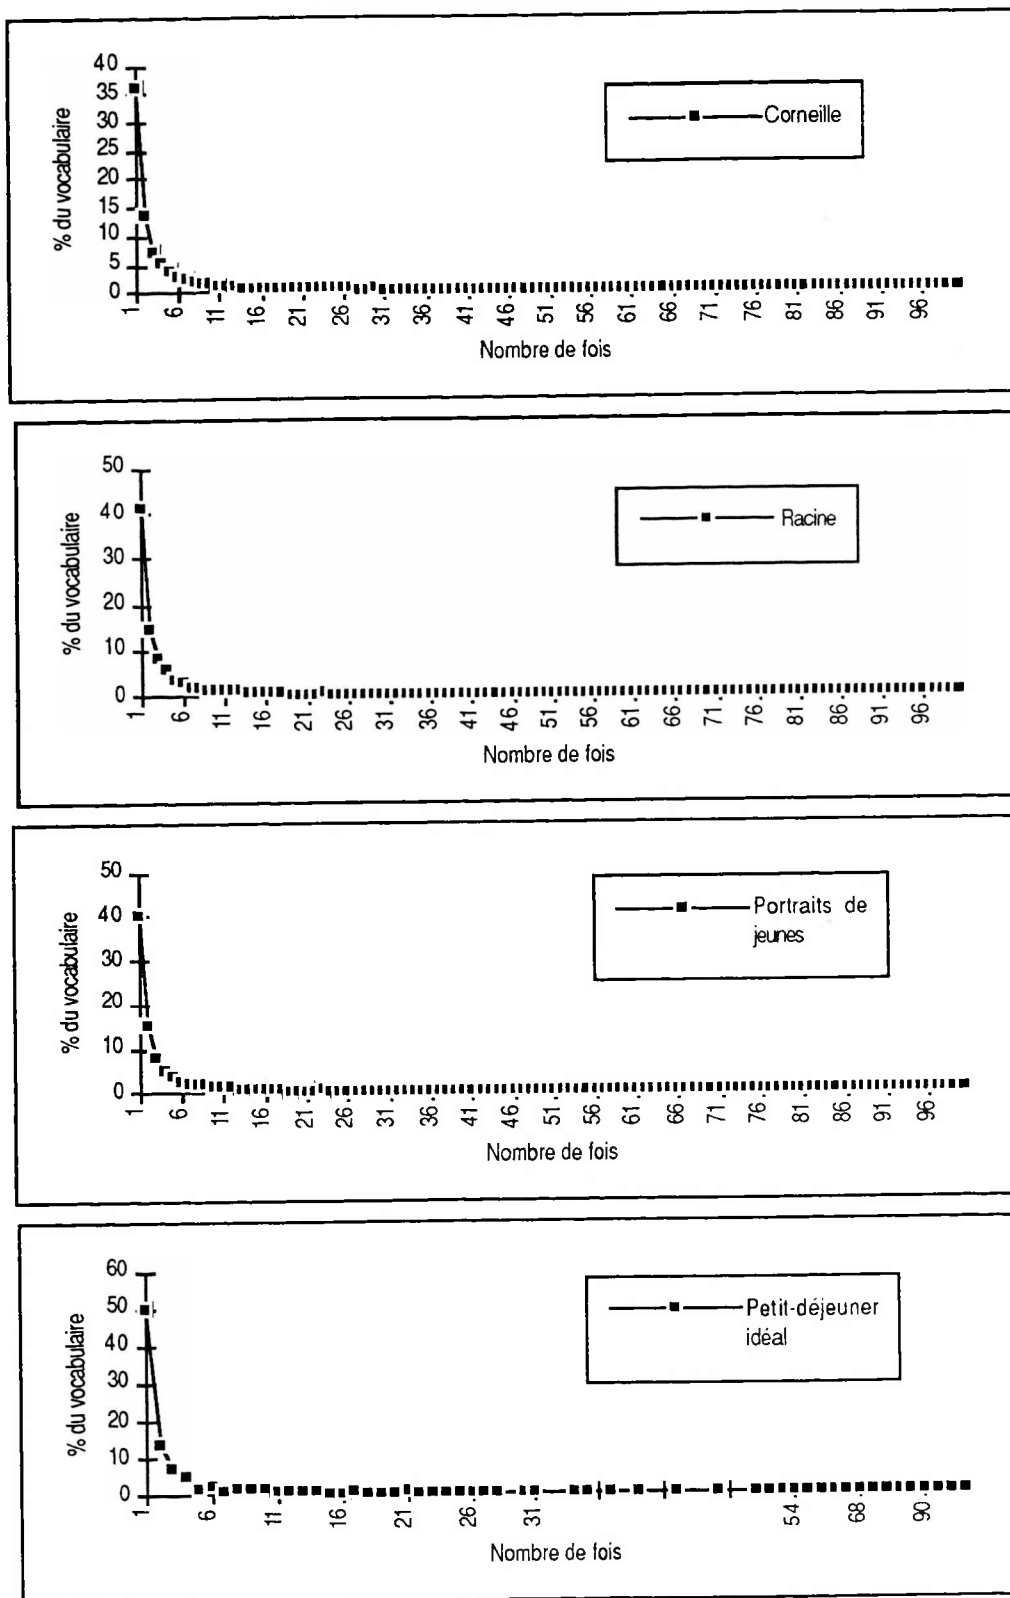 % du vocabulaire
40
35
30
25
20
15
10
5
0
1. 6. 11. 16. 21. 26. 31. 36. 41. 46. 51. 56. 61. 66. 71. 76. 81. 86. 91. 96.
Nombre de fois
Corneille
% du vocabulaire
50
40
30
20
10
0
1. 6. 11. 16. 21. 26. 31. 36. 41. 46. 51. 56. 61. 66. 71. 76. 81. 86. 91. 96.
Nombre de fois
Racine
% du vocabulaire
50
40
30
20
10
0
1. 6. 11. 16. 21. 26. 31. 36. 41. 46. 51. 56. 61. 66. 71. 76. 81. 86. 91. 96.
Nombre de fois
Portraits de
jeunes
% du vocabulaire
60
50
40
30
20
10
0
1. 6. 11. 16. 21. 26. 31. 54. 68. 90.
Nombre de fois
Petit-déjeuner
idéal